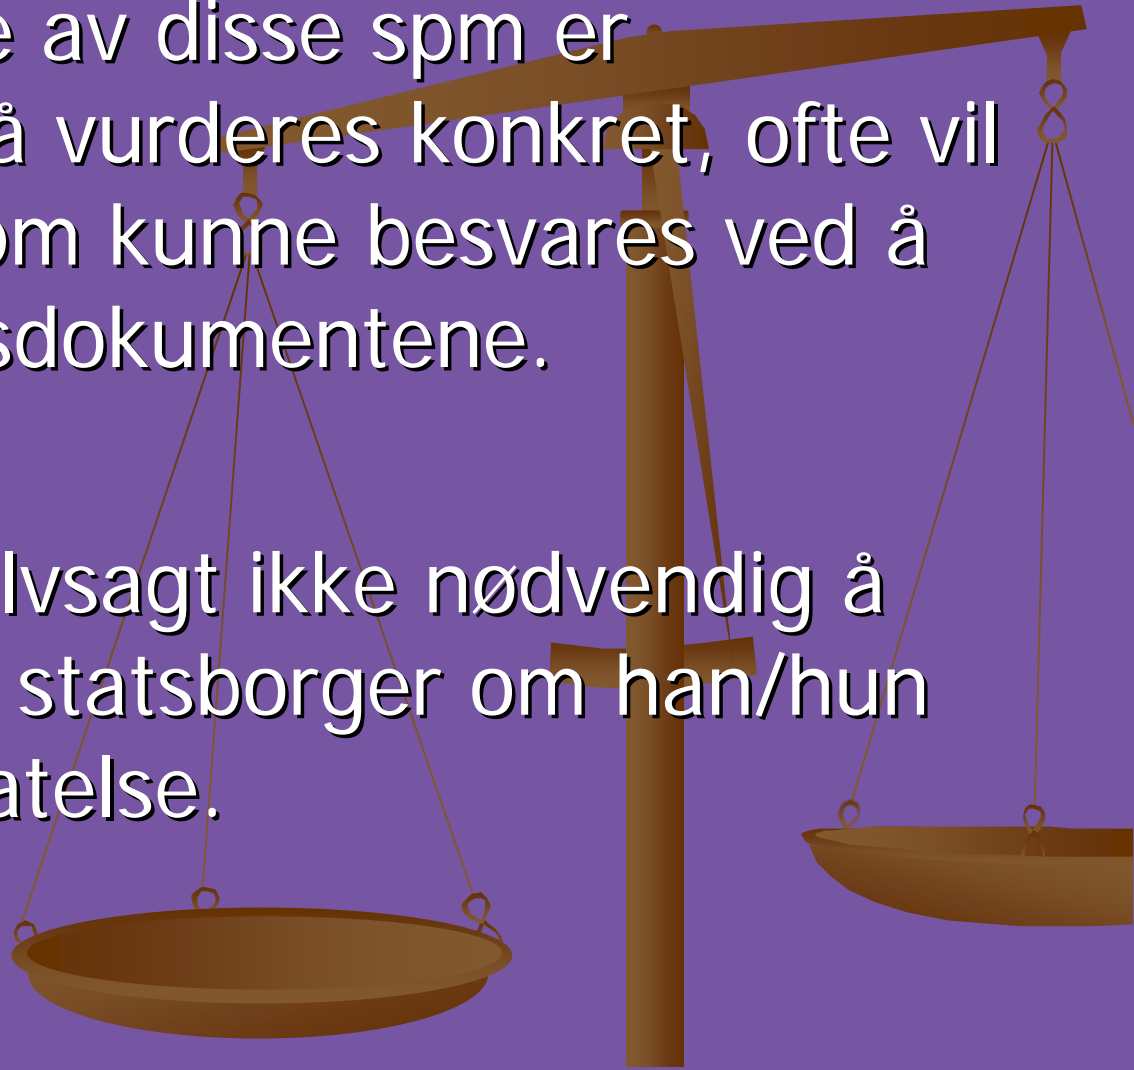 e av disse spm er
å vurderes konkret, ofte vil
om kunne besvares ved å
sdokumentene.
lvsagt ikke nødvendig å
statsborger om han/hun
atelse.